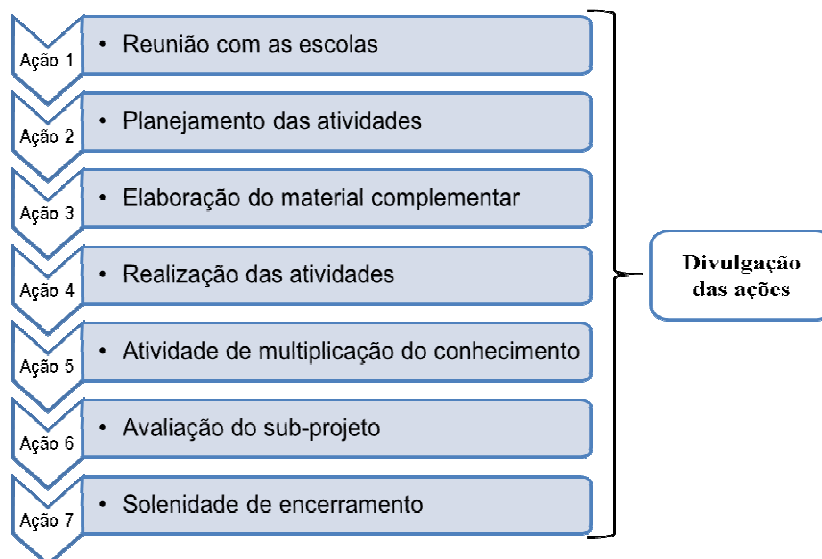 Ação 1
• Reunião com as escolas
Ação 2
• Planejamento das atividades
Ação 3
• Elaboração do material complementar
Ação 4
• Realização das atividades
Ação 5
• Atividade de multiplicação do conhecimento
Ação 6
• Avaliação do sub-projeto
Ação 7
• Solenidade de encerramento
Divulgação
das ações